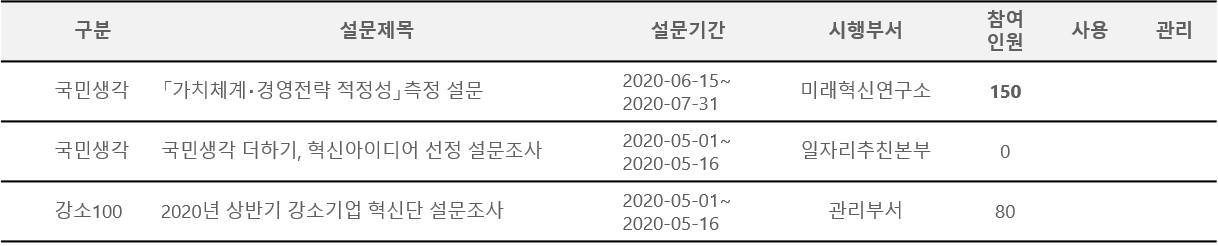 구분 설문제목 설문기간 시행부서 참여 인원 사용 관리
국민생각 「가치체계·경영전략 적정성」측정 설문 2020-06-15~ 2020-07-31 미래혁신연구소 150
국민생각 국민생각 더하기, 혁신아이디어 선정 설문조사 2020-05-01~ 2020-05-16 일자리추친본부 0
강소100 2020년 상반기 강소기업 혁신단 설문조사 2020-05-01~ 2020-05-16 관리부서 80